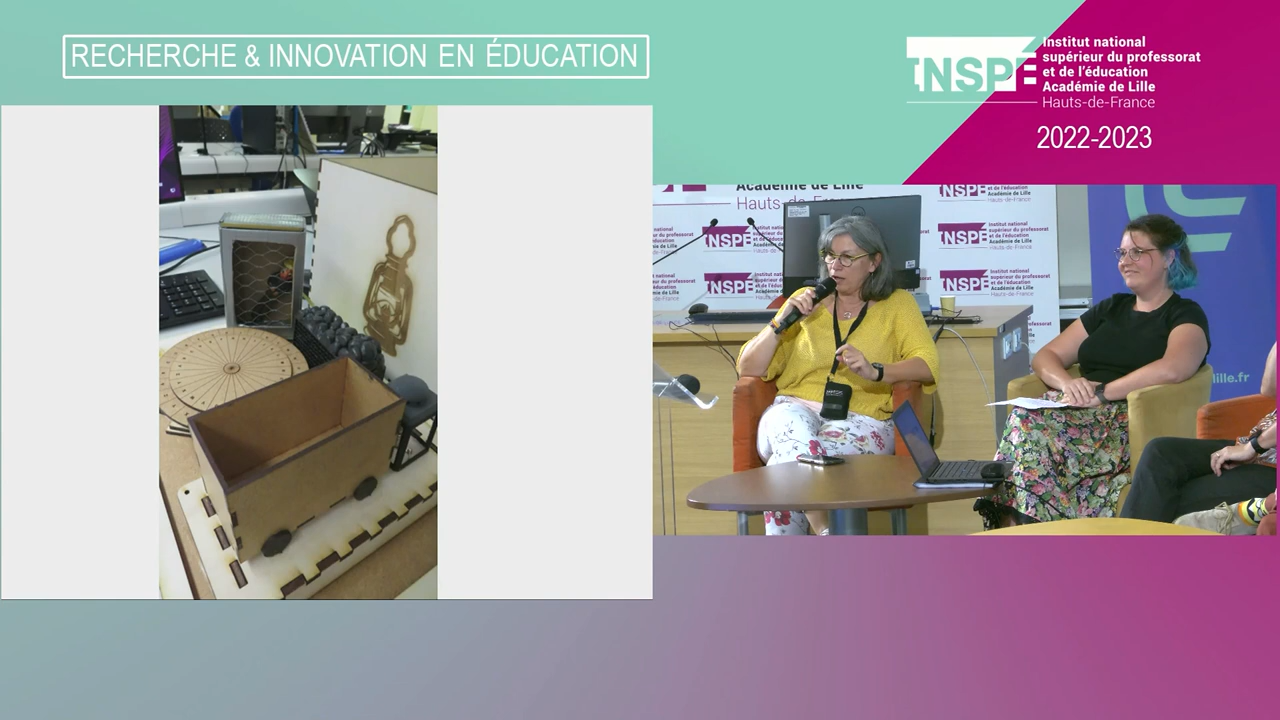 RECHERCHE & INNOVATION EN ÉDUCATION
INSPÉ
Institut national
supérieur du professorat
et de l'éducation
Académie de Lille
Hauts-de-France
2022-2023
Académie de Lille
Hauts-de-France
INSPÉ
INSPÉ
INSPÉ
INSPÉ
INSPÉ
lille.fr